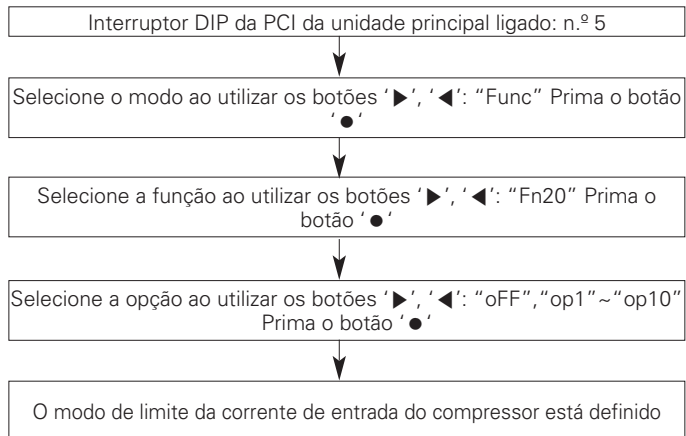 Interruptor DIP da PCI da unidade principal ligado: n.º 5
Selecione o modo ao utilizar os botões ‘▶’, ‘◀’: “Func” Prima o botão
‘●‘
Selecione a função ao utilizar os botões ‘▶’, ‘◀’: “Fn20” Prima o
botão ‘●‘
Selecione a opção ao utilizar os botões ‘▶’, ‘◀’: “oFF”,“op1”~“op10”
Prima o botão ‘●‘
O modo de limite da corrente de entrada do compressor está definido